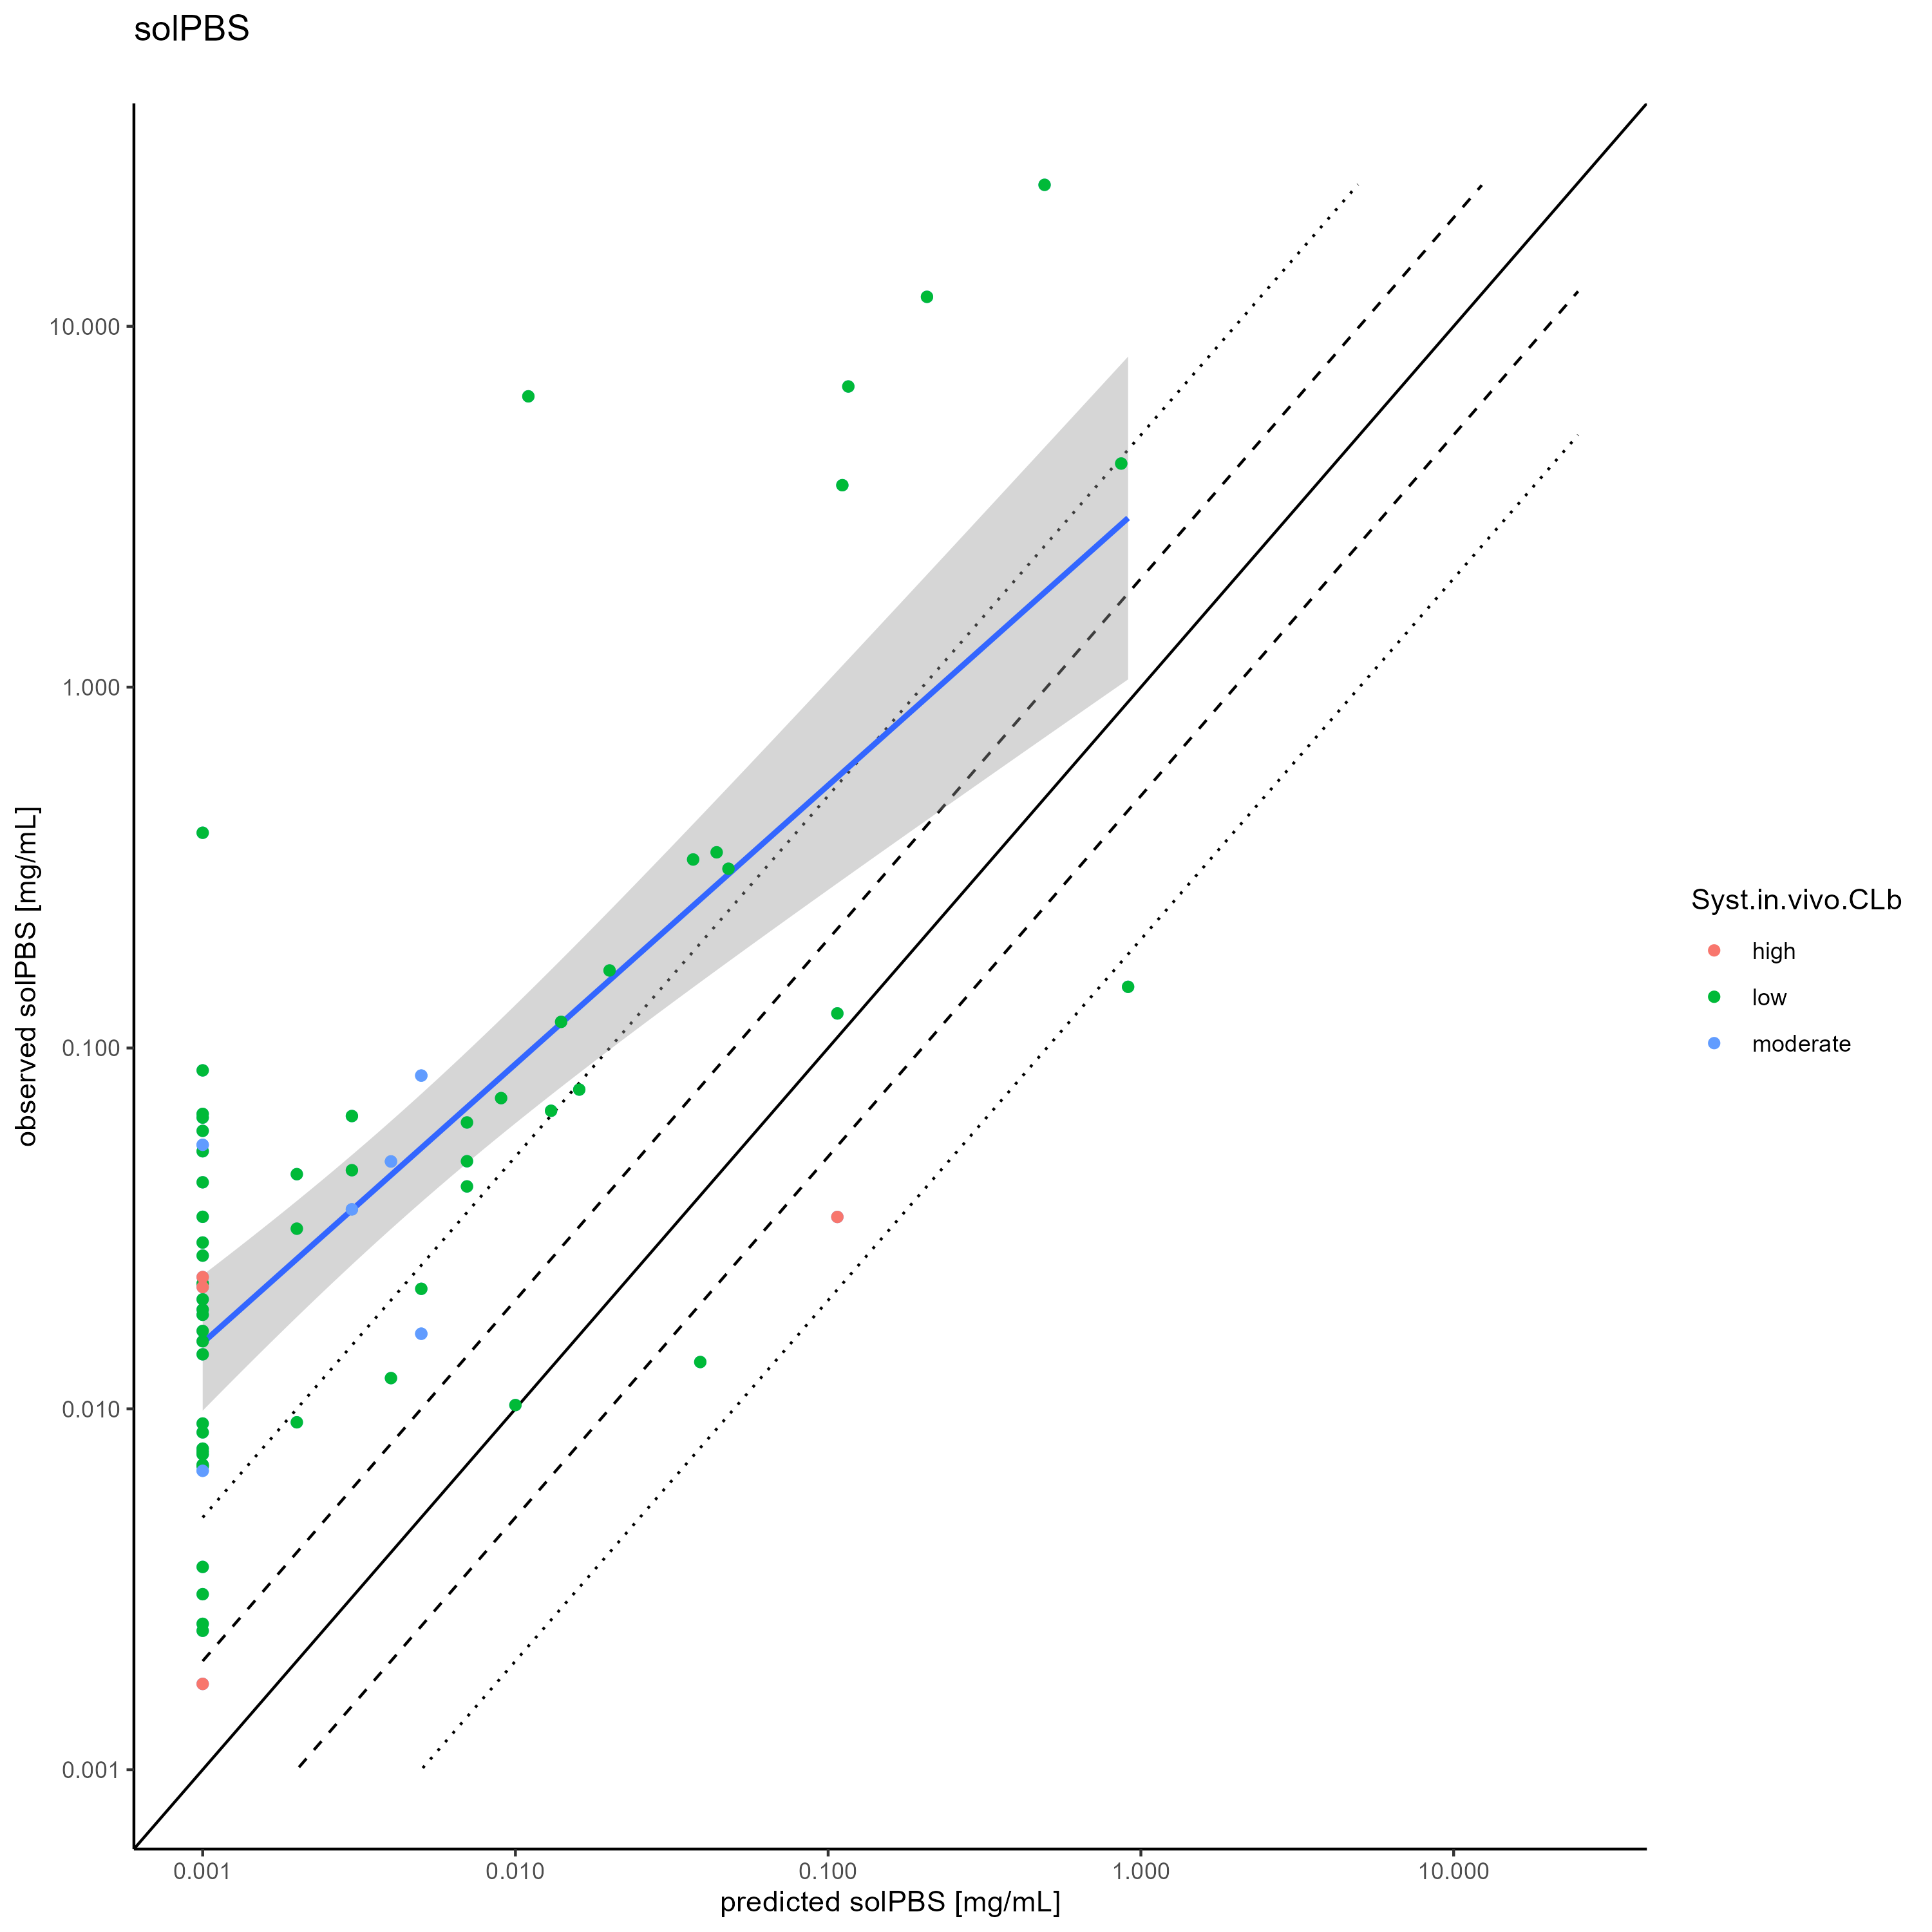 solPBS
10.000
1.000
0.100
0.010
0.001
observed solPBS [mg/mL]
0.001 0.010 0.100 1.000 10.000
predicted solPBS [mg/mL]
Syst.in.vivo.CLb
high
low
moderate